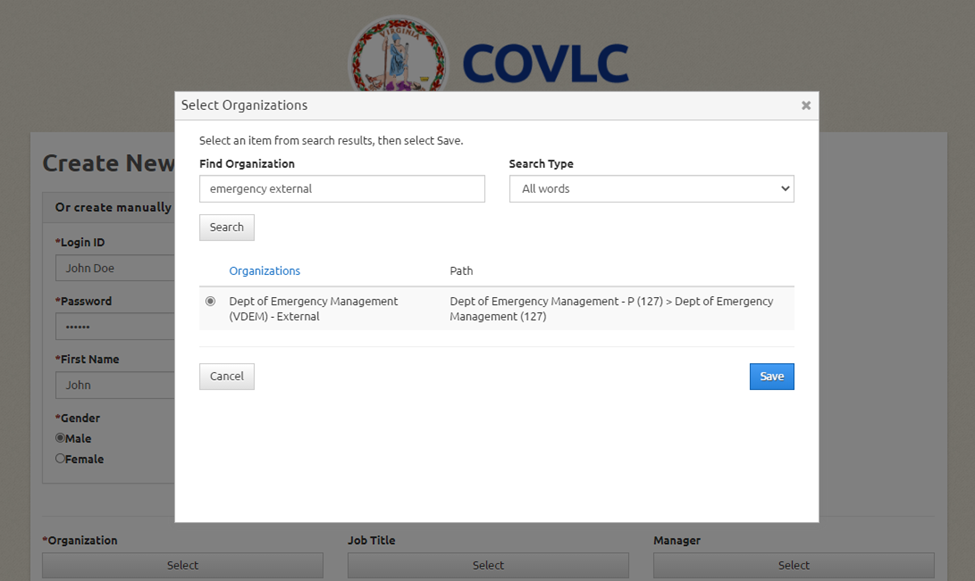 VIRGINIA
COVLC
Select Organizations
Select an item from search results, then select Save.
Find Organization
Search Type
emergency external
All words
Search
Organizations
Path
Dept of Emergency Management
(VDEM) - External
Dept of Emergency Management - P (127) > Dept of Emergency
Management (127)
Cancel
Save
Create New
Or create manually
*Login ID
John Doe
*Password
••••••
*First Name
John
*Gender
Male
Female
*Organization
Job Title
Manager
Select
Select
Select